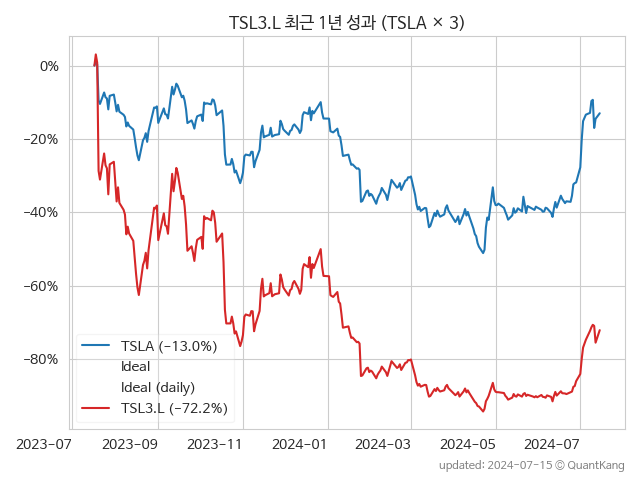 TSL3.L 최근 1년 성과 (TSLA × 3)
0%
−20%
−40%
−60%
−80%
TSLA (−13.0%)
Ideal
Ideal (daily)
TSL3.L (−72.2%)
2023-07 2023-09 2023-11 2024-01 2024-03 2024-05 2024-07
updated: 2024-07-15 © QuantKang